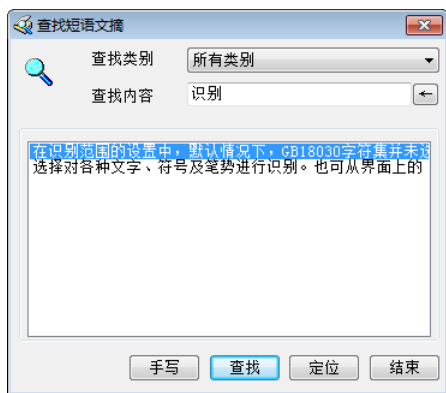 查找短语文摘
查找类别
所有类别
查找内容
识别
在识别范围的设置中，默认情况下，GB18030字符集并未
选择对各种文字、符号及笔势进行识别。也可从界面上的
手写
查找
定位
结束